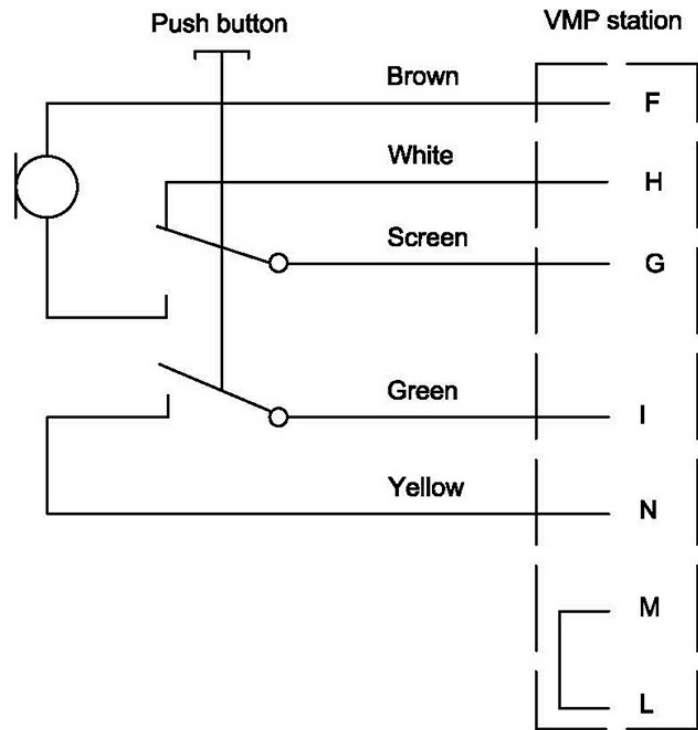 Push button
VMP station
Brown
F
White
H
Screen
G
Green
I
Yellow
N
M
L